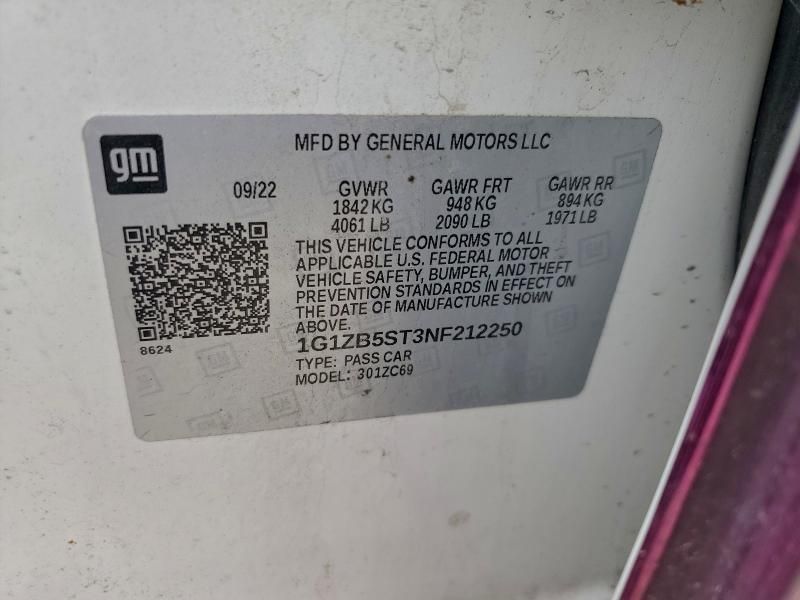 gm
MFD BY GENERAL MOTORS LLC
09/22 GVWR GAWR FRT GAWR RR
1842 KG 948 KG 894 KG
4061 LB 2090 LB 1971 LB
THIS VEHICLE CONFORMS TO ALL
APPLICABLE U.S. FEDERAL MOTOR
VEHICLE SAFETY, BUMPER, AND THEFT
PREVENTION STANDARDS IN EFFECT ON
THE DATE OF MANUFACTURE SHOWN
ABOVE.
8624
1G1ZB5ST3NF212250
TYPE: PASS CAR
MODEL: 301ZC69